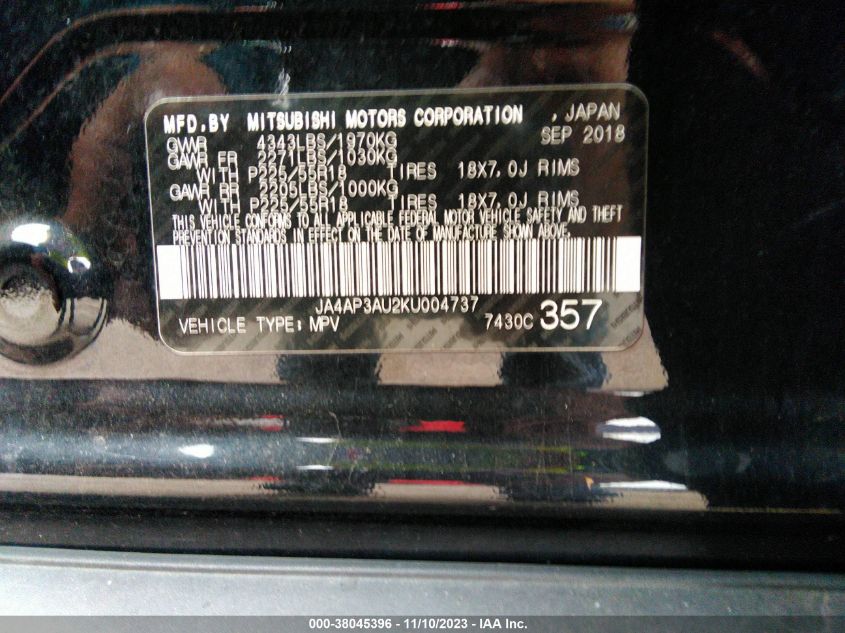 MFD.BY MITSUBISHI MOTORS CORPORATION , JAPAN
SEP 2018
GVWR 4343LBS/1970KG
GAWR FR 2271LBS/1030KG
WITH P225/55R18 TIRES 18X7.0J RIMS
GAWR RR 2205LBS/1000KG
WITH P225/55R18 TIRES 18X7.0J RIMS
THIS VEHICLE CONFORMS TO ALL APPLICABLE FEDERAL MOTOR VEHICLE SAFETY AND THEFT
PREVENTION STANDARDS IN EFFECT ON THE DATE OF MANUFACTURE SHOWN ABOVE.
JA4AP3AU2KU004737
VEHICLE TYPE: MPV 7430C 357
000-38045396 - 11/10/2023 - IAA Inc.